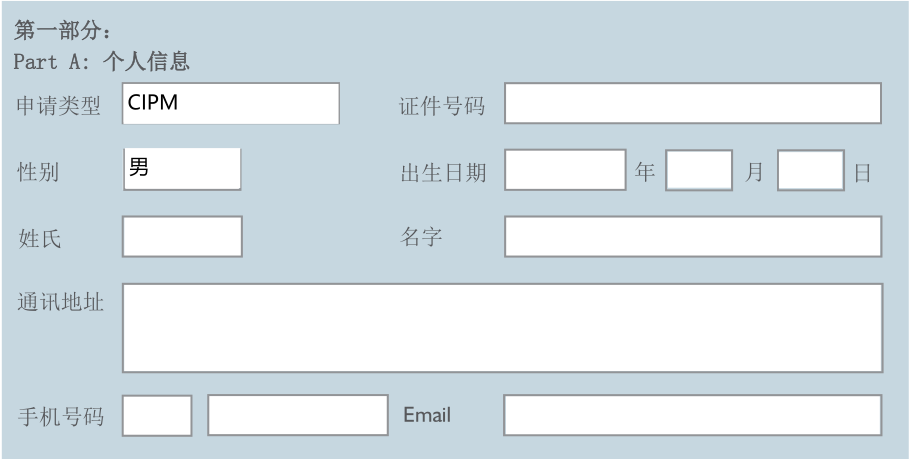 第一部分:
Part A: 个人信息
申请类型 CIPM 证件号码
性别 男 出生日期 年 月 日
姓氏 名字
通讯地址
手机号码 Email